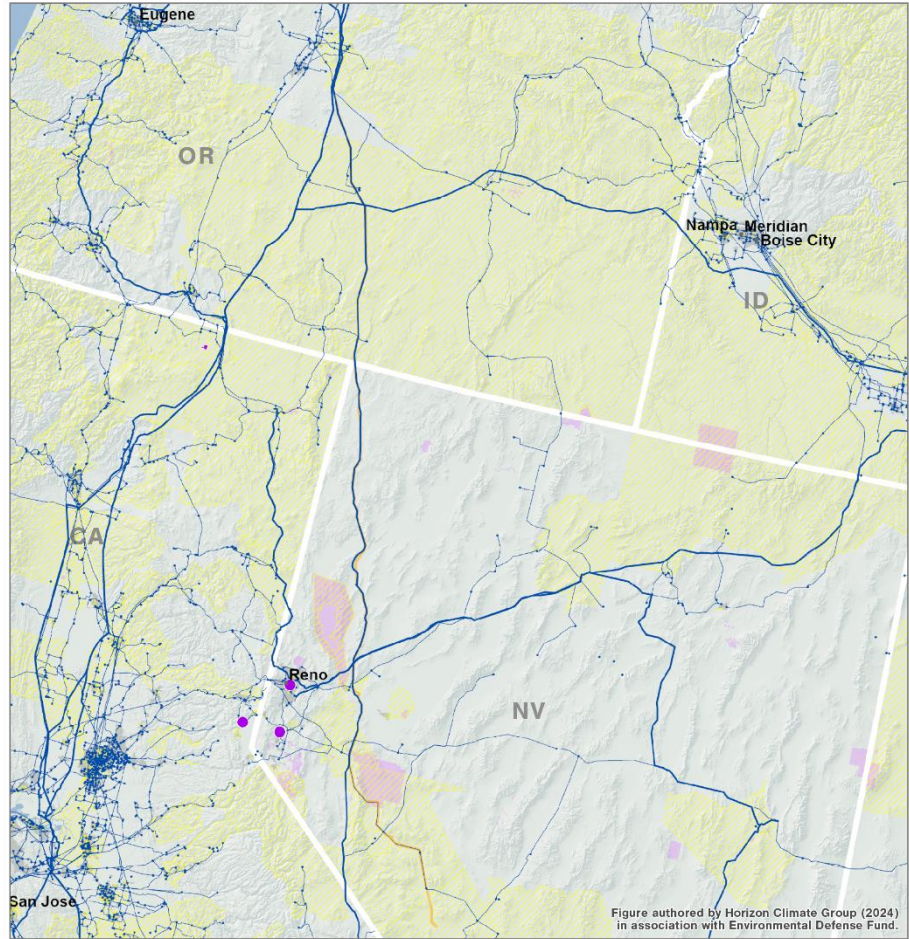 Eugene
OR
Nampa Meridian
Boise City
ID
CA
Reno
NV
San Jose
Figure authored by Horizon Climate Group (2024)
in association with Environmental Defense Fund.